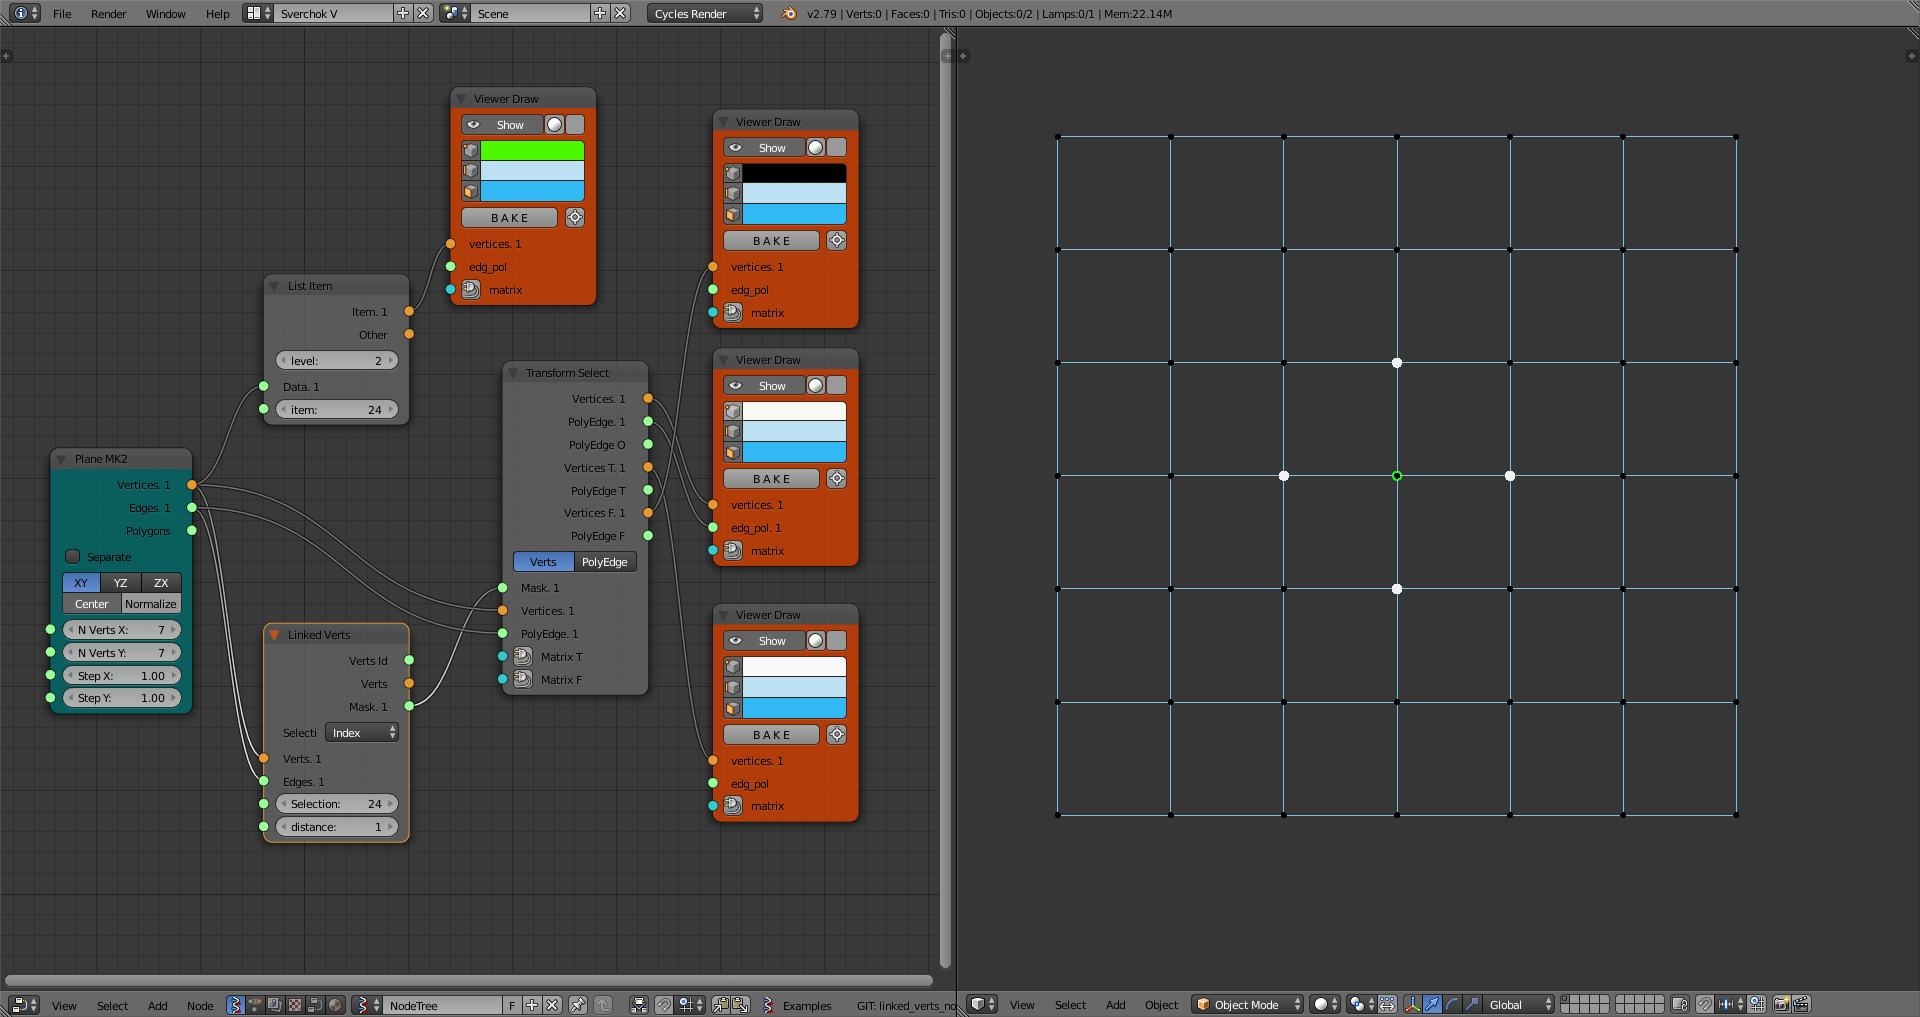 File Render Window Help Sverchok V Scene Cycles Render v2.79 | Verts:0 | Faces:0 | Tris:0 | Objects:0/2 | Lamps:0/1 | Mem:22.14M
Viewer Draw
Show
BAKE
vertices. 1
edg_pol
matrix
Viewer Draw
Show
BAKE
vertices. 1
edg_pol
matrix
List Item
Item. 1
Other
level: 2
Data. 1
item: 24
Transform Select
Vertices. 1
PolyEdge. 1
PolyEdge O
Vertices T. 1
PolyEdge T
Vertices F. 1
PolyEdge F
Verts PolyEdge
Mask. 1
Vertices. 1
PolyEdge. 1
Matrix T
Matrix F
Viewer Draw
Show
BAKE
vertices. 1
edg_pol. 1
matrix
Plane MK2
Vertices. 1
Edges. 1
Polygons
Separate
XY YZ ZX
Center Normalize
N Verts X: 7
N Verts Y: 7
Step X: 1.00
Step Y: 1.00
Linked Verts
Verts Id
Verts
Mask. 1
Selecti Index
Verts. 1
Edges. 1
Selection: 24
distance: 1
Viewer Draw
Show
BAKE
vertices. 1
edg_pol
matrix
View Select Add Node NodeTree F Examples GIT: linked_verts_no
View Select Add Object Object Mode Global